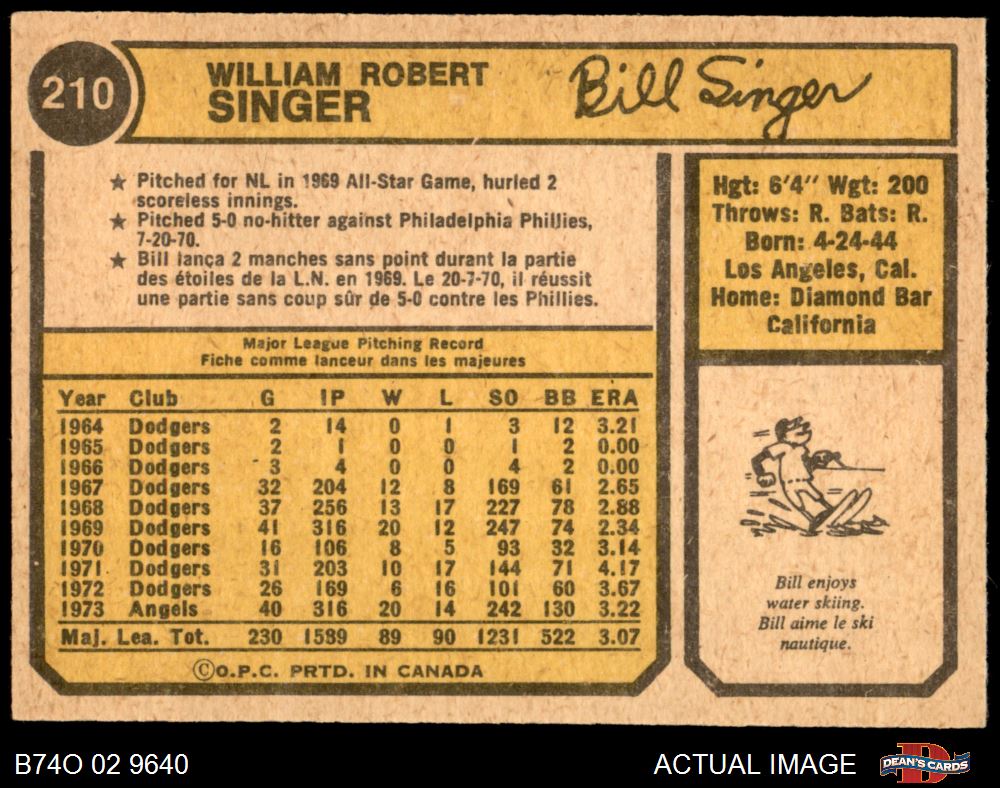 210
WILLIAM ROBERT
SINGER
Bill Singer
★ Pitched for NL in 1969 All-Star Game, hurled 2
scoreless innings.
★ Pitched 5-0 no-hitter against Philadelphia Phillies,
7-20-70.
★ Bill lança 2 manches sans point durant la partie
des étoiles de la L.N. en 1969. Le 20-7-70, il réussit
une partie sans coup sûr de 5-0 contre les Phillies.
Hgt: 6'4" Wgt: 200
Throws: R. Bats: R.
Born: 4-24-44
Los Angeles, Cal.
Home: Diamond Bar
California
Major League Pitching Record
Fiche comme lanceur dans les majeures
Year Club G IP W L SO BB ERA
1964 Dodgers 2 14 0 1 3 12 3.21
1965 Dodgers 2 1 0 0 1 2 0.00
1966 Dodgers 3 4 0 0 4 2 0.00
1967 Dodgers 32 204 12 8 169 61 2.65
1968 Dodgers 37 256 13 17 227 78 2.88
1969 Dodgers 41 316 20 12 247 74 2.34
1970 Dodgers 16 106 8 5 93 32 3.14
1971 Dodgers 31 203 10 17 144 71 4.17
1972 Dodgers 26 169 6 16 101 60 3.67
1973 Angels 40 316 20 14 242 130 3.22
Maj. Lea. Tot. 230 1589 89 90 1231 522 3.07
©O.P.C. PRTD. IN CANADA
Bill enjoys
water skiing.
Bill aime le ski
nautique.
B74O 02 9640
ACTUAL IMAGE
D
DEAN'S CARDS